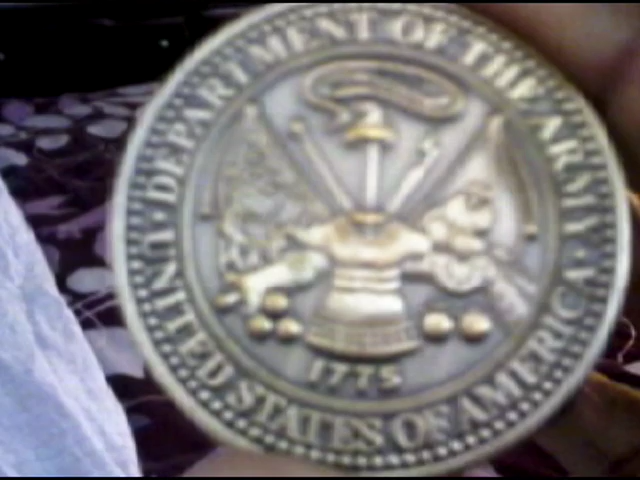 DEPARTMENT OF THE ARMY
UNITED STATES OF AMERICA
1775